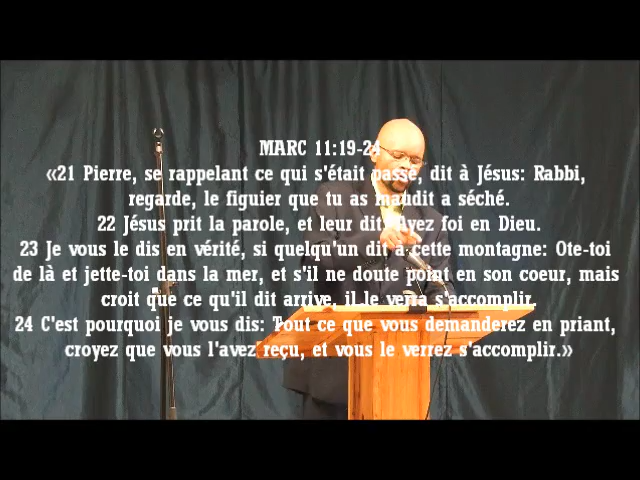 MARC 11:19-24
«21 Pierre, se rappelant ce qui s'était passé, dit à Jésus: Rabbi,
regarde, le figuier que tu as maudit a séché.
22 Jésus prit la parole, et leur dit: Ayez foi en Dieu.
23 Je vous le dis en vérité, si quelqu'un dit à cette montagne: Ote-toi
de là et jette-toi dans la mer, et s'il ne doute point en son coeur, mais
croit que ce qu'il dit arrive, il le verra s'accomplir.
24 C'est pourquoi je vous dis: Tout ce que vous demanderez en priant,
croyez que vous l'avez reçu, et vous le verrez s'accomplir.»